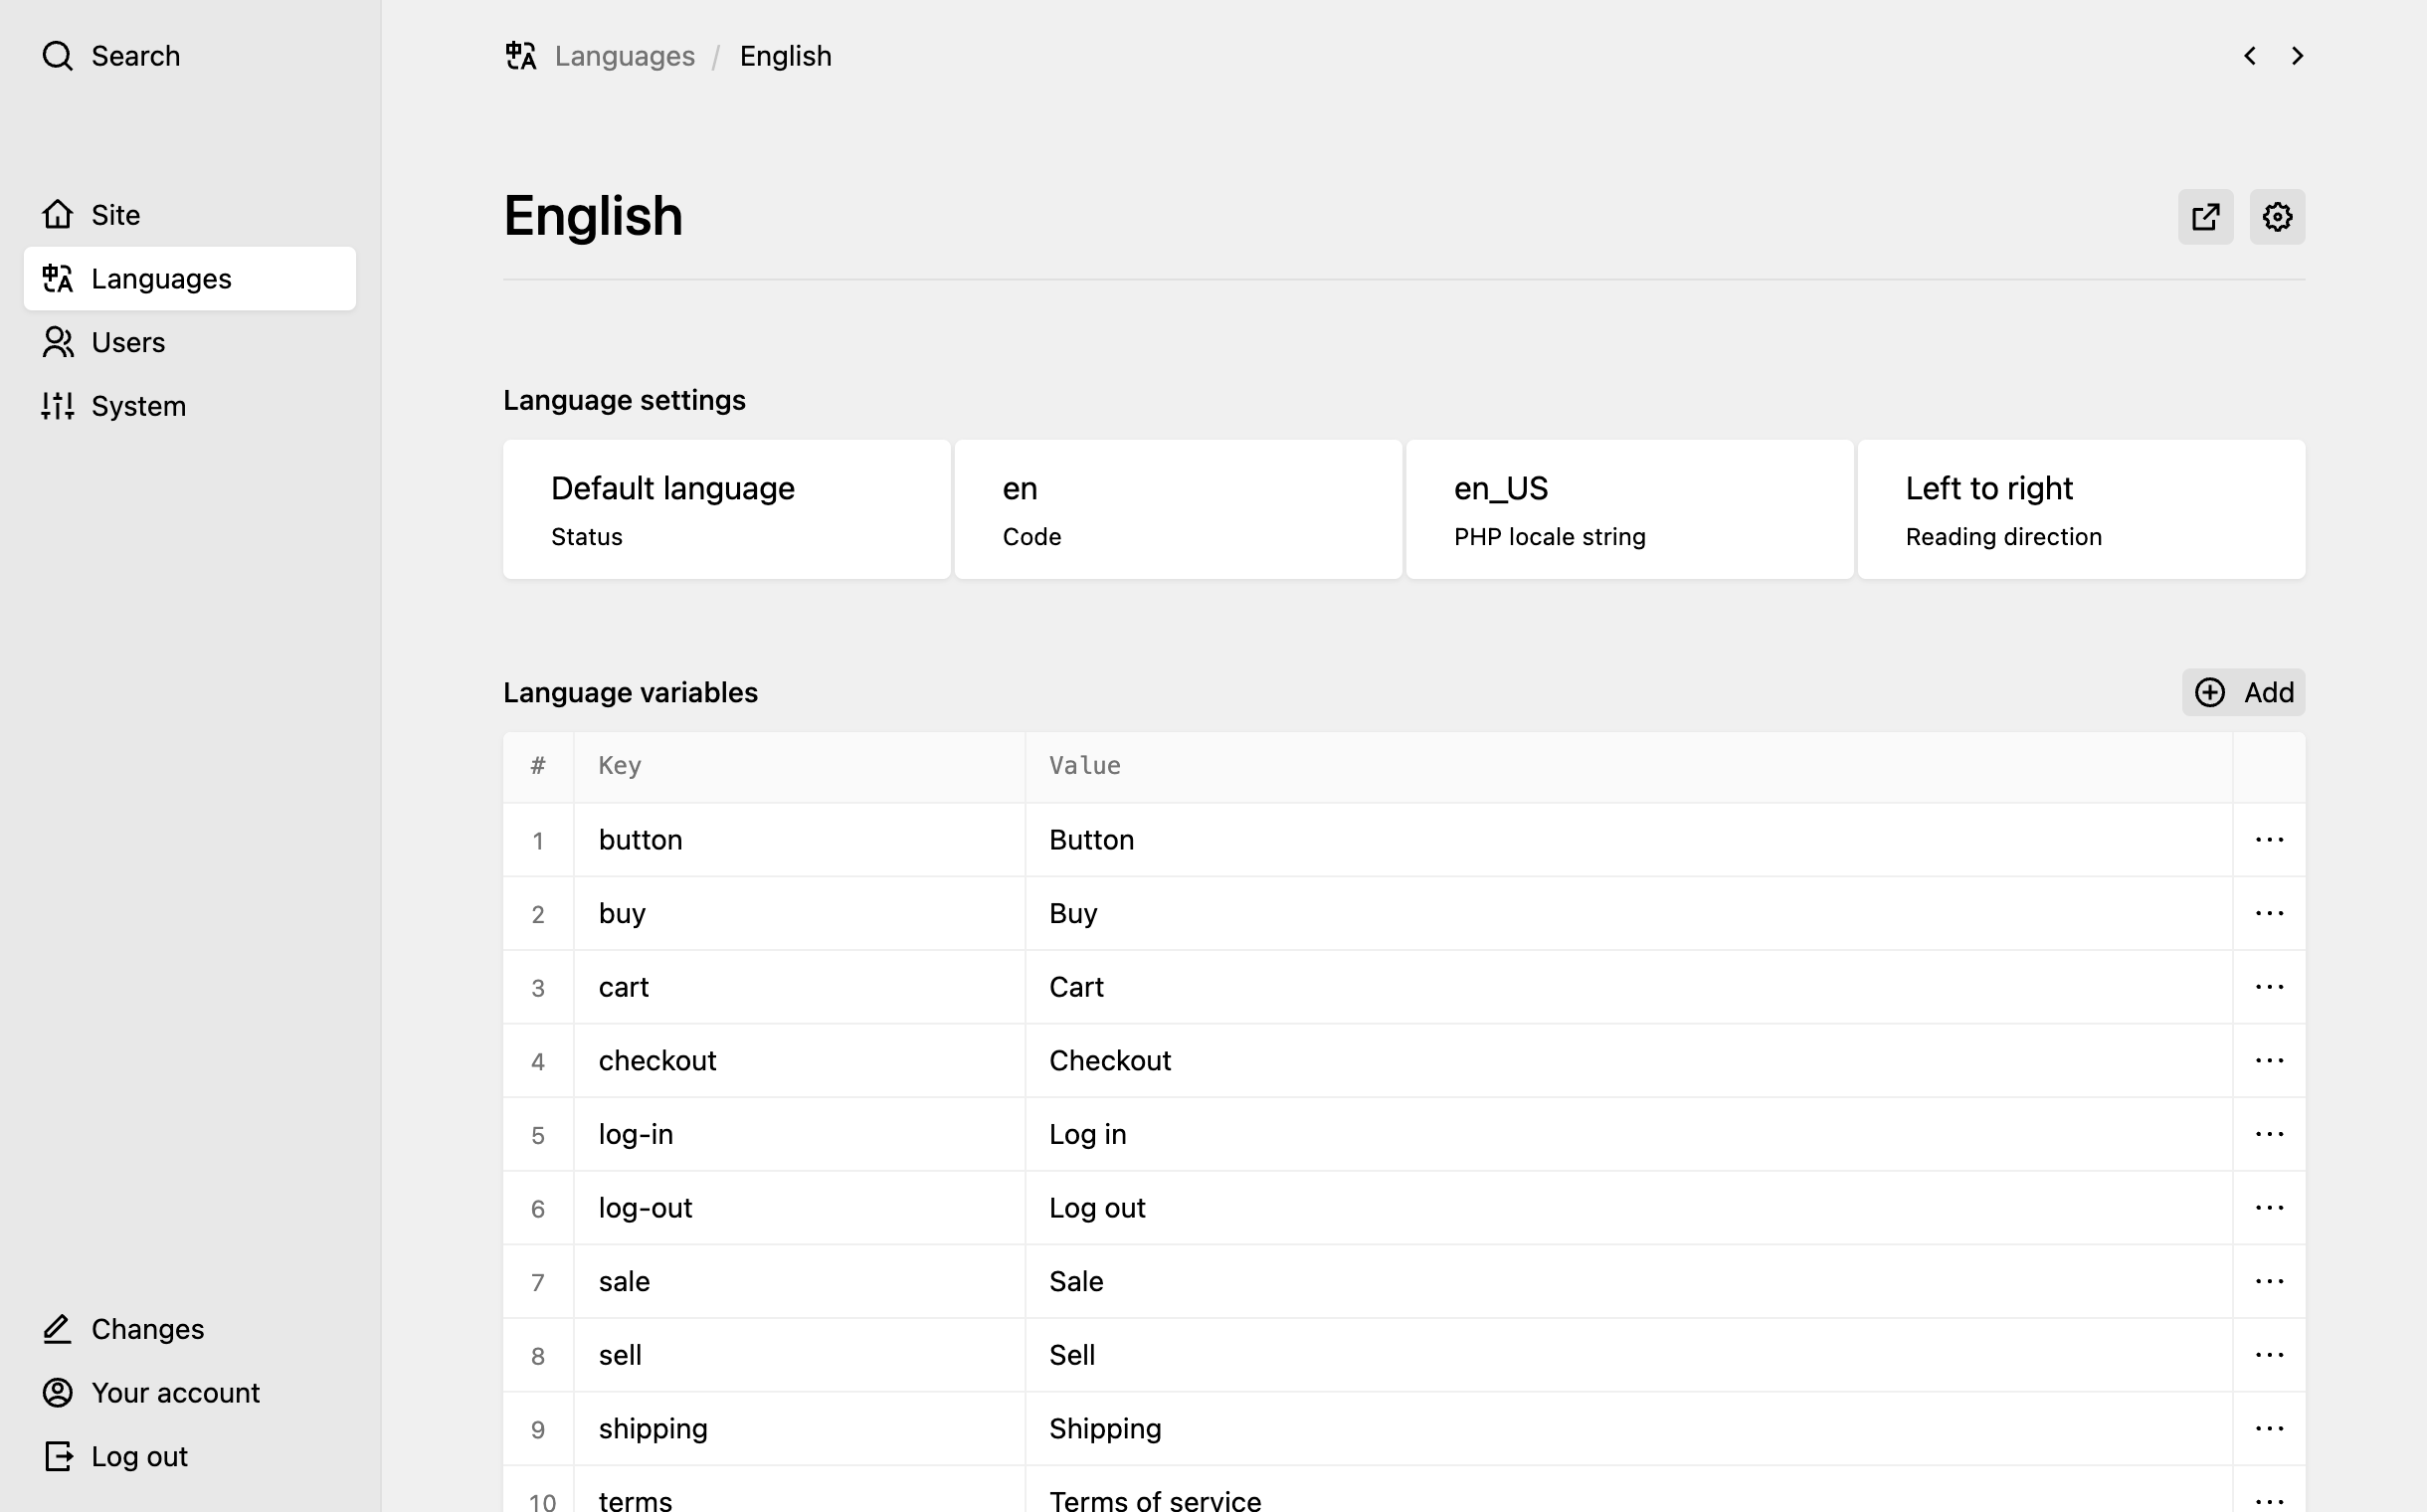 Search
Site
Languages
Users
System
Changes
Your account
Log out
Languages / English
English
Language settings
Default language
Status
en
Code
en_US
PHP locale string
Left to right
Reading direction
Language variables
Add
# Key Value
1 button Button
2 buy Buy
3 cart Cart
4 checkout Checkout
5 log-in Log in
6 log-out Log out
7 sale Sale
8 sell Sell
9 shipping Shipping
10 terms Terms of service